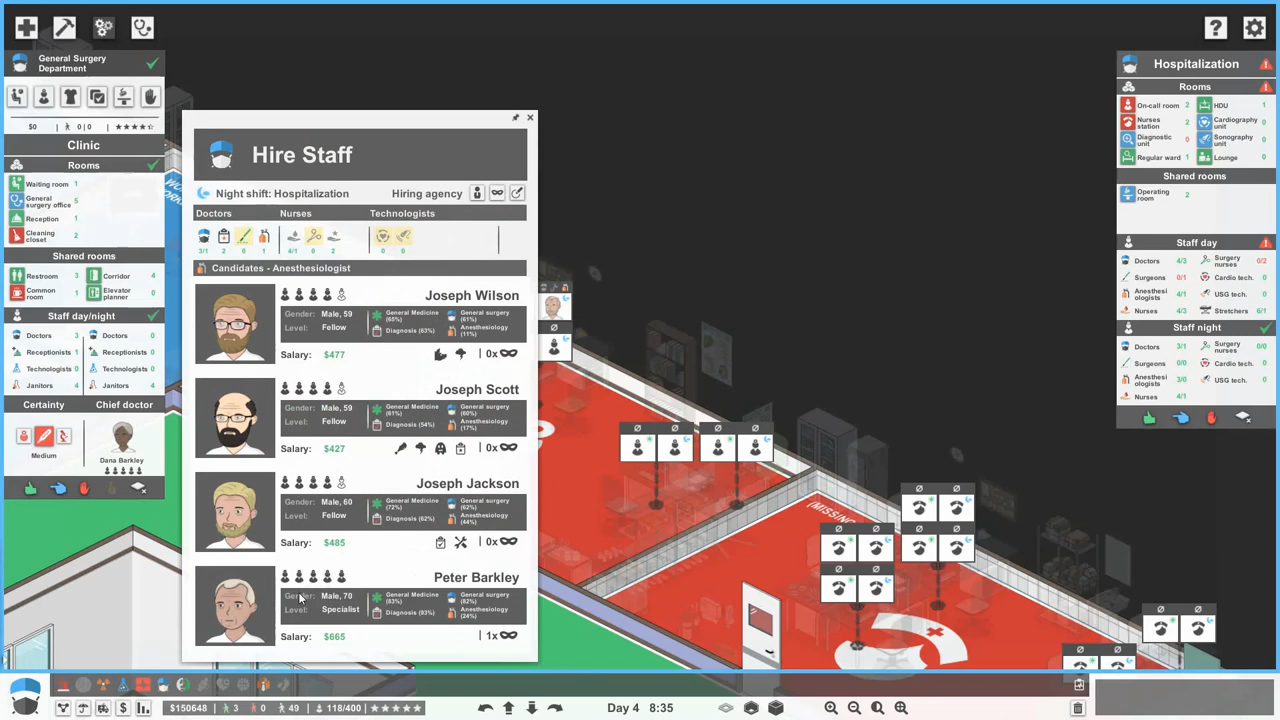 General Surgery
Department
$0 | 0 | 0
Clinic
Rooms
Waiting room 1
General
surgery office 5
Reception 1
Cleaning
closet 2
Shared rooms
Restroom 3 Corridor 4
Common
room 1 Elevator
planner 0
Staff day/night
Doctors 3 Doctors 0
Receptionists 1 Receptionists 0
Technologists 0 Technologists 0
Janitors 4 Janitors 4
Certainty Chief doctor
Medium Dana Barkley
Hire Staff
Night shift: Hospitalization Hiring agency
Doctors Nurses Technologists
3/1 2 0 1 4/1 0 2 0 0
Candidates - Anesthesiologist
Joseph Wilson
Gender: Male, 59
Level: Fellow
General Medicine
(65%)
General surgery
(61%)
Diagnosis (63%)
Anesthesiology
(11%)
Salary: $477 | 0x
Joseph Scott
Gender: Male, 59
Level: Fellow
General Medicine
(61%)
General surgery
(60%)
Diagnosis (54%)
Anesthesiology
(17%)
Salary: $427 | 0x
Joseph Jackson
Gender: Male, 60
Level: Fellow
General Medicine
(72%)
General surgery
(62%)
Diagnosis (62%)
Anesthesiology
(44%)
Salary: $485 | 0x
Peter Barkley
Gender: Male, 70
Level: Specialist
General Medicine
(83%)
General surgery
(82%)
Diagnosis (93%)
Anesthesiology
(24%)
Salary: $665 | 1x
(MISSING
?
Hospitalization
Rooms
On-call room 2 HDU 1
Nurses
station 2 Cardiography
unit 0
Diagnostic
unit 0 Sonography
unit 0
Regular ward 1 Lounge 0
Shared rooms
Operating
room 2
Staff day
Doctors 4/3 Surgery
nurses 0/2
Surgeons 0/1 Cardio tech. 0
Anesthesi
ologists 4/1 USG tech. 0
Nurses 4/3 Stretchers 6/1
Staff night
Doctors 3/1 Surgery
nurses 0/0
Surgeons 0/0 Cardio tech. 0
Anesthesi
ologists 3/0 USG tech. 0
Nurses 4/1
$150648 3 0 49 118/400
Day 4 8:35